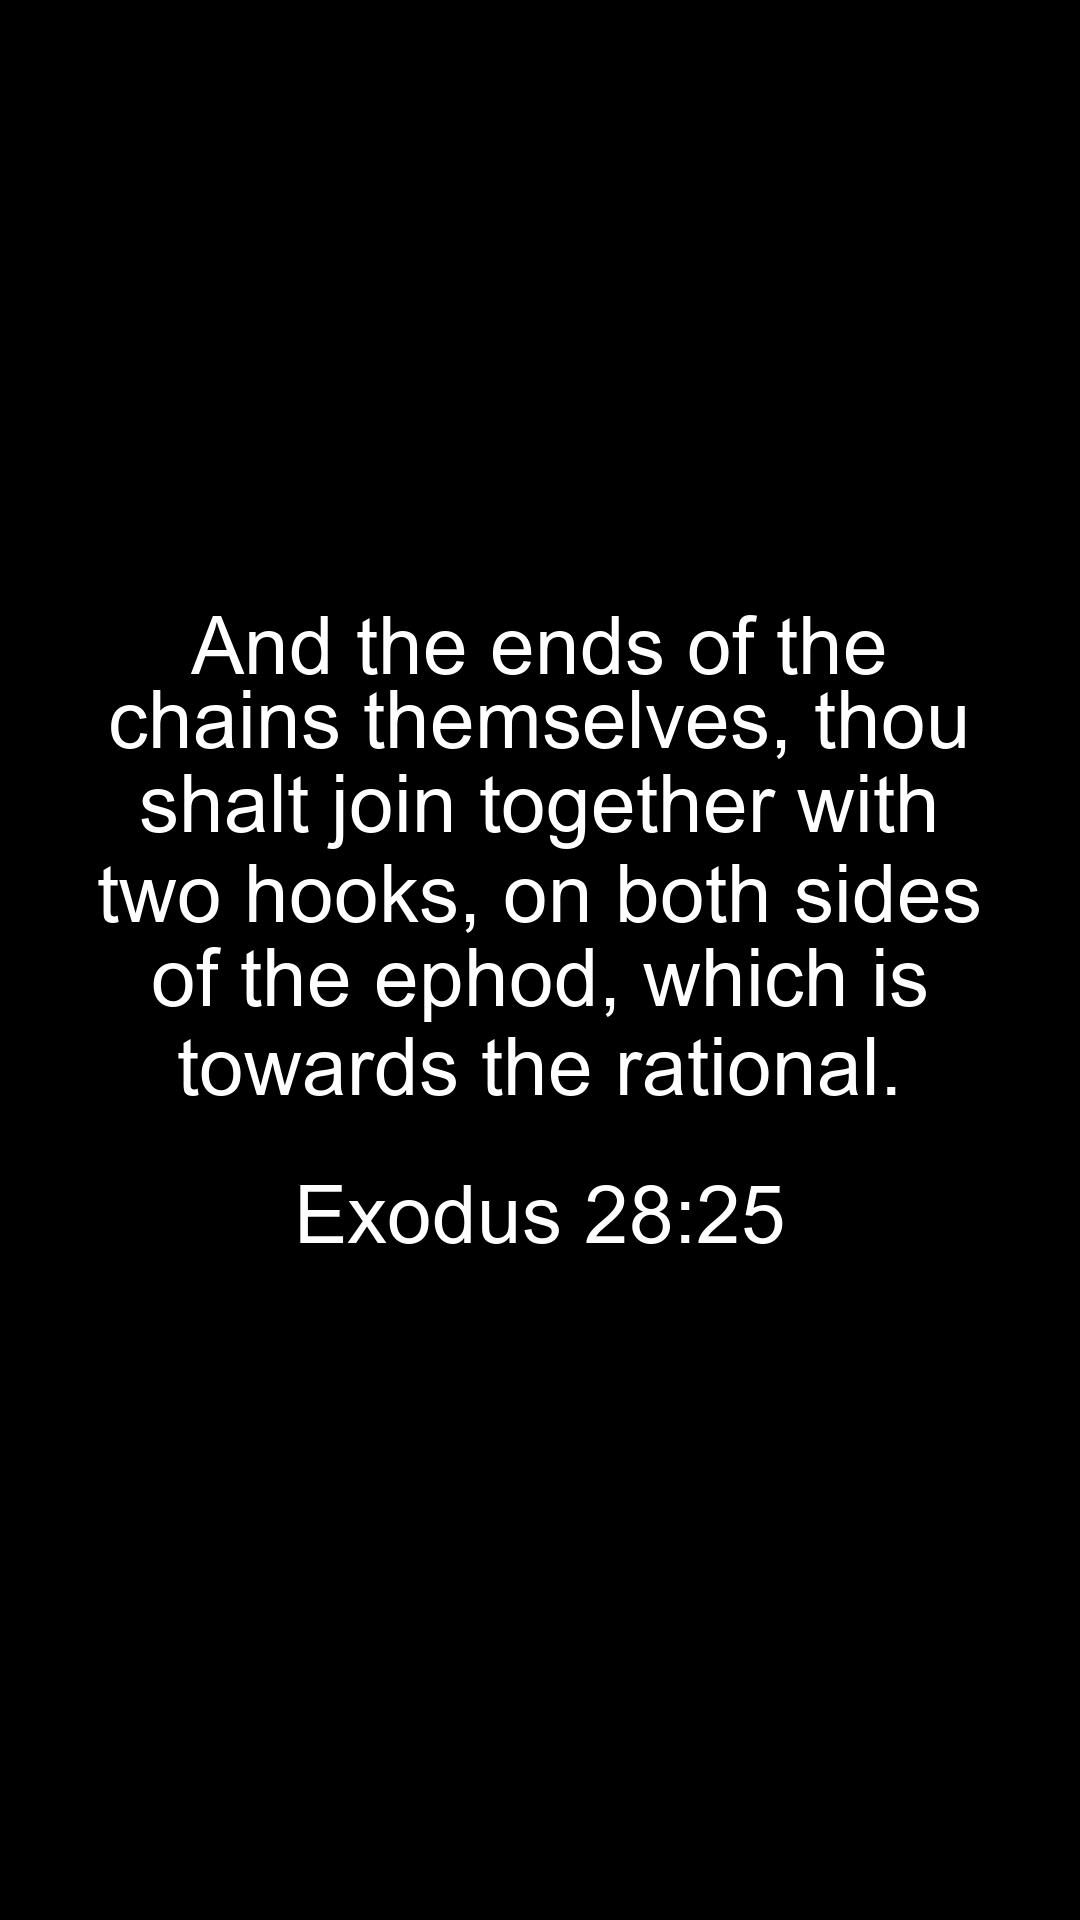 And the ends of the
chains themselves, thou
shalt join together with
two hooks, on both sides
of the ephod, which is
towards the rational.
Exodus 28:25